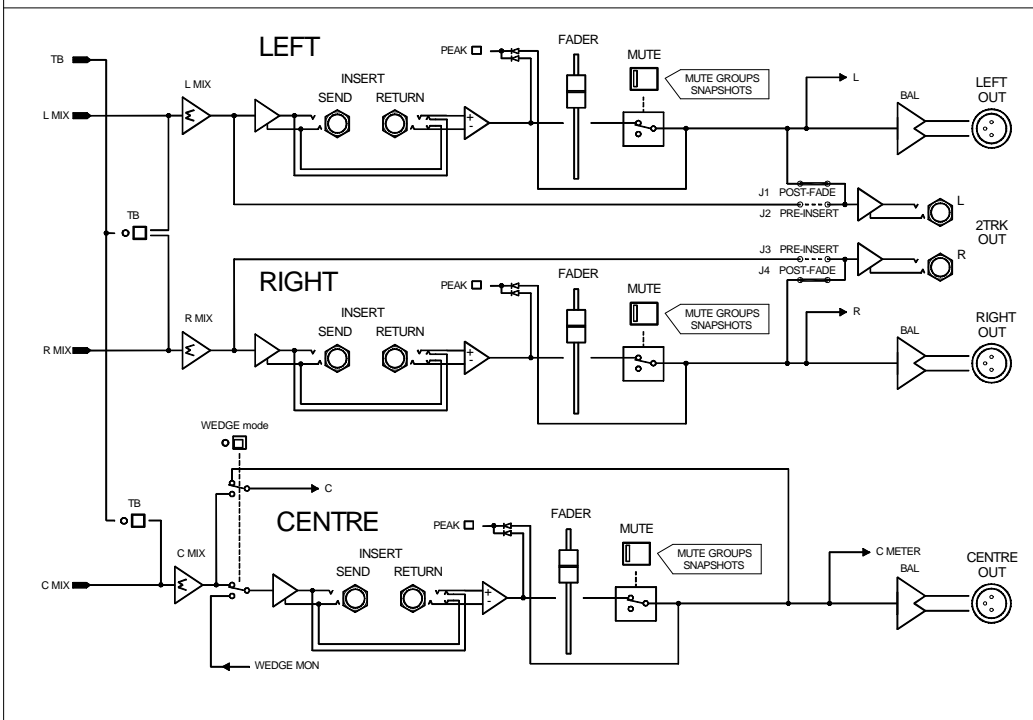 LEFT
PEAK
FADER
MUTE
MUTE GROUPS
SNAPSHOTS
TB
L MIX
L MIX
INSERT
SEND
RETURN
+
-
L
BAL
LEFT
OUT
J1 POST-FADE
J2 PRE-INSERT
L
2TRK
OUT
TB
J3 PRE-INSERT
J4 POST-FADE
R
RIGHT
PEAK
FADER
MUTE
MUTE GROUPS
SNAPSHOTS
R MIX
R MIX
INSERT
SEND
RETURN
+
-
R
BAL
RIGHT
OUT
WEDGE mode
C
TB
CENTRE
PEAK
FADER
MUTE
MUTE GROUPS
SNAPSHOTS
C MIX
C MIX
INSERT
SEND
RETURN
+
-
C METER
BAL
CENTRE
OUT
WEDGE MON